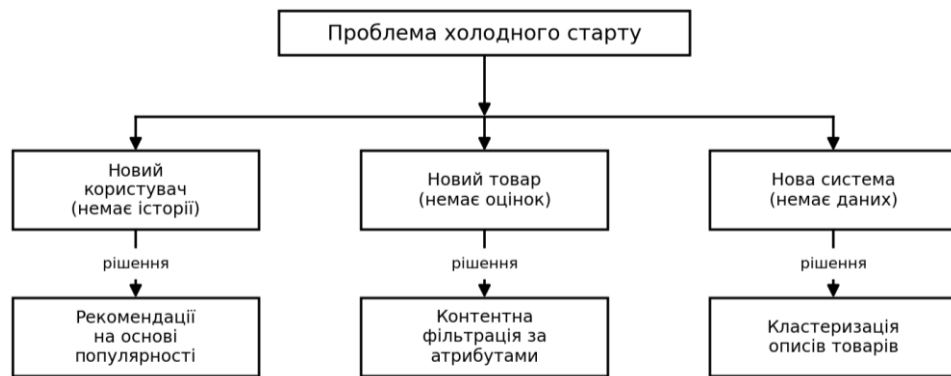 Проблема холодного старту
Новий
користувач
(немає історії)
Новий товар
(немає оцінок)
Нова система
(немає даних)
рішення
рішення
рішення
Рекомендації
на основі
популярності
Контентна
фільтрація за
атрибутами
Кластеризація
описів товарів